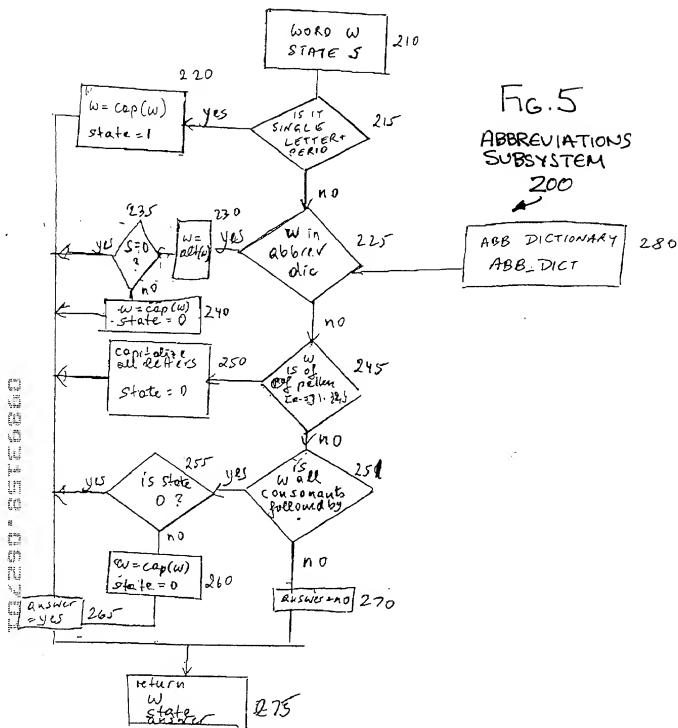 WORD W
STATE S
210
220
W = cap(W)
state = 1
yes
IS IT
SINGLE
LETTER +
PERIOD
215
FIG. 5
ABBREVIATIONS
SUBSYSTEM
200
no
235
S=0
?
yes
230
W =
alt(W)
yes
W in
abbrev
dic
225
ABB DICTIONARY
ABB_DICT
280
no
W = cap(W)
state = 0
240
no
capitalize
all letters
state = 0
250
W
is of
245
no
255
is state
0 ?
yes
yes
is
W all
consonants
followed by
.
251
no
no
W = cap(W)
state = 0
260
answer
= yes
265
answer = no
270
return
W
state
answer
275